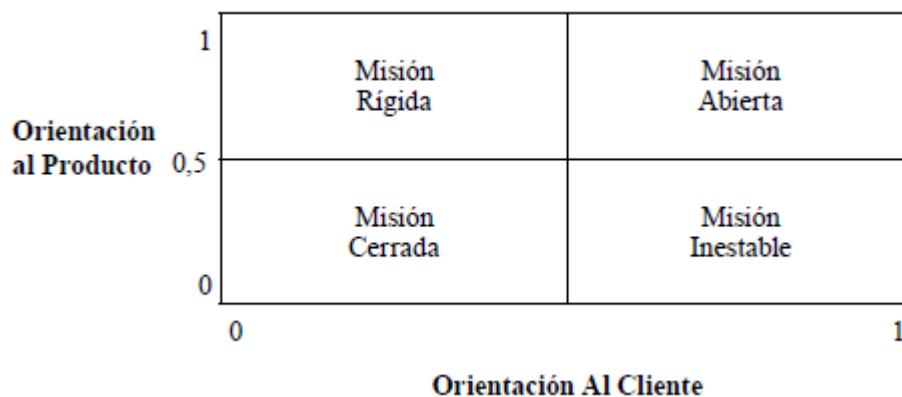 1
Misión
Rígida
Misión
Abierta
Orientación
al Producto
0,5
Misión
Cerrada
Misión
Inestable
0
0
1
Orientación Al Cliente